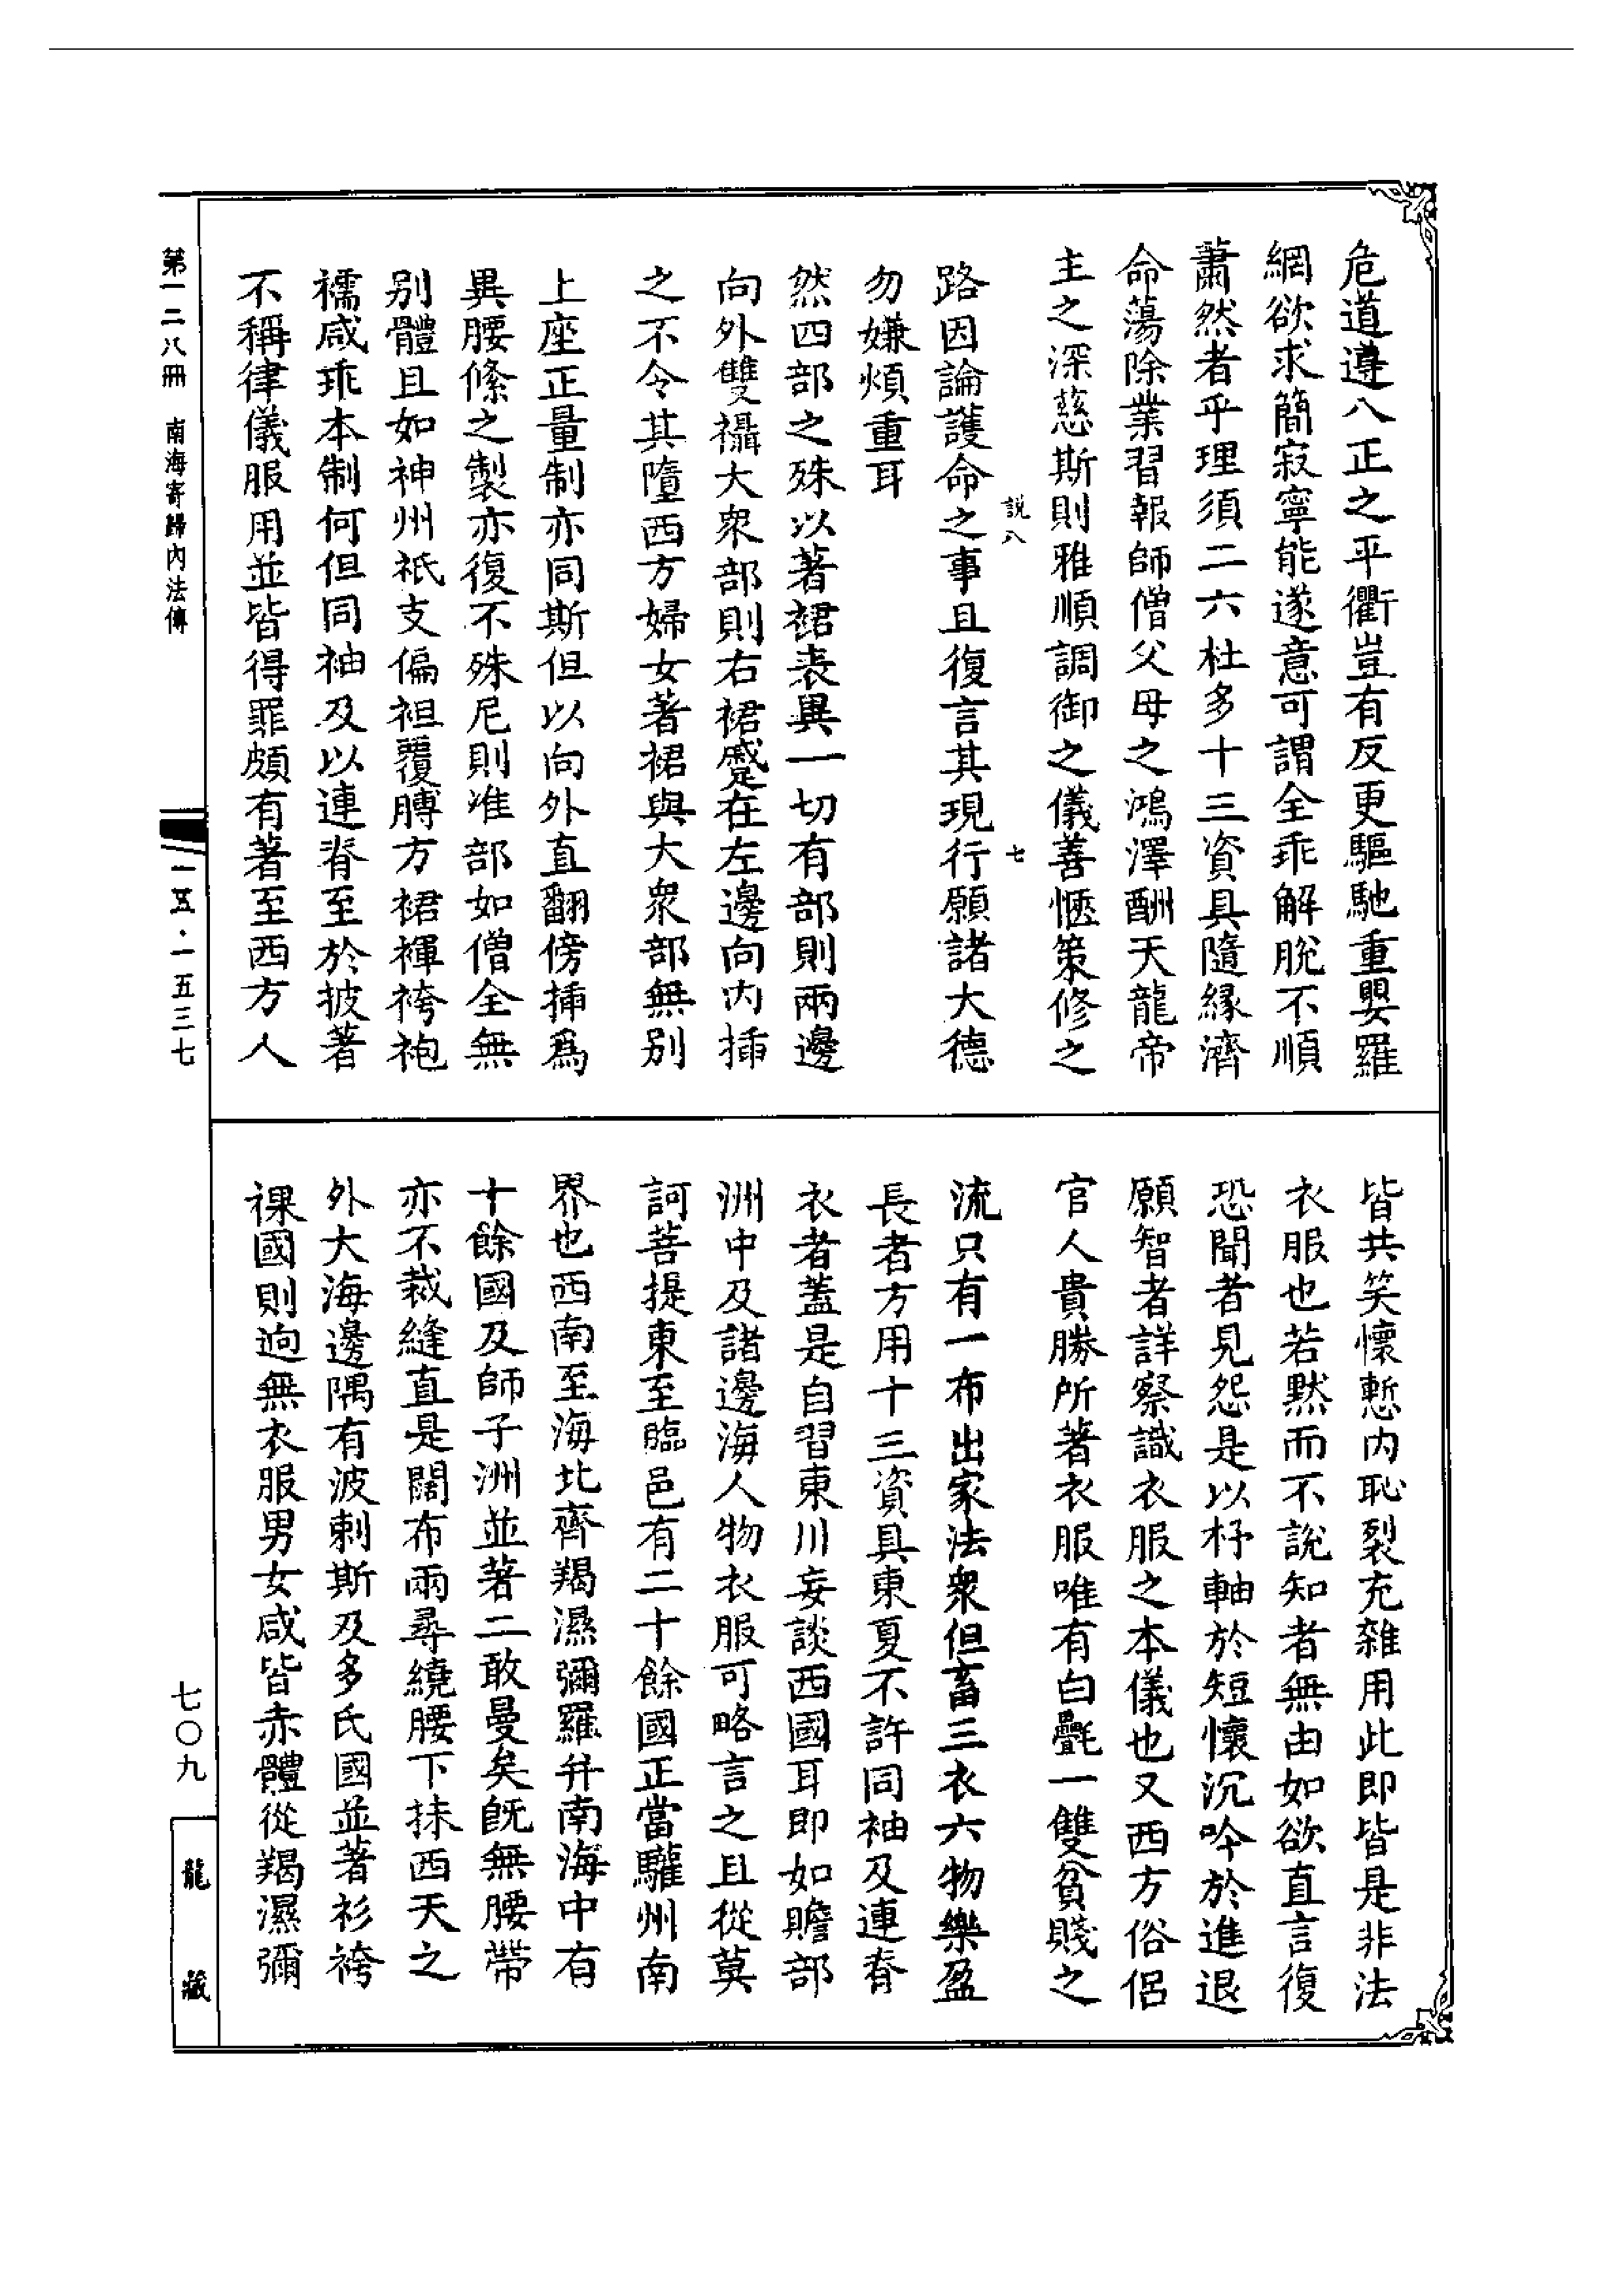 危道遵八正之平衢豈有反更驅馳重嬰羅
網欲求簡寂寧能遂意可謂全乖解脫不順
蕭然者乎理須二六杜多十三資具隨緣濟
命蕩除業習報師僧父母之鴻澤酬天龍帝
主之深慈斯則雅順調御之儀善愜策修之
説八 七
路因論護命之事且復言其現行願諸大德
勿嫌煩重耳
然四部之殊以著裙表異一切有部則兩邊
向外雙襵大眾部則右裙蹙在左邊向內插
之不令其墮西方婦女著裙與大眾部無別
上座正量制亦同斯但以向外直翻傍插爲
異腰絛之製亦復不殊尼則准部如僧全無
別體且如神州祇支偏袒覆膊方裙褌袴袍
襦咸乖本制何但同袖及以連脊至於披著
不稱律儀服用並皆得罪頗有著至西方人
皆共笑懷慙內恥裂充雜用此即皆是非法
衣服也若默而不說知者無由如欲直言復
恐聞者見怨是以杼軸於短懷沉吟於進退
願智者詳察識衣服之本儀也又西方俗侶
官人貴勝所著衣服唯有白㲲一雙貧賤之
流只有一布出家法衆但畜三衣六物樂盈
長者方用十三資具東夏不許同袖及連脊
衣者蓋是自習東川妄談西國耳即如贍部
洲中及諸邊海人物衣服可略言之且從莫
訶菩提東至臨邑有二十餘國正當驩州南
界也西南至海北齊羯濕彌羅并南海中有
十餘國及師子洲並著二敢曼矣既無腰帶
亦不裁縫直是闊布兩尋繞腰下抹西天之
外大海邊隅有波剌斯及多氏國並著衫袴
裸國則迥無衣服男女咸皆赤體從羯濕彌
第一二八冊 南海寄歸內法傳
一五五·一五三七
七〇九
龍藏